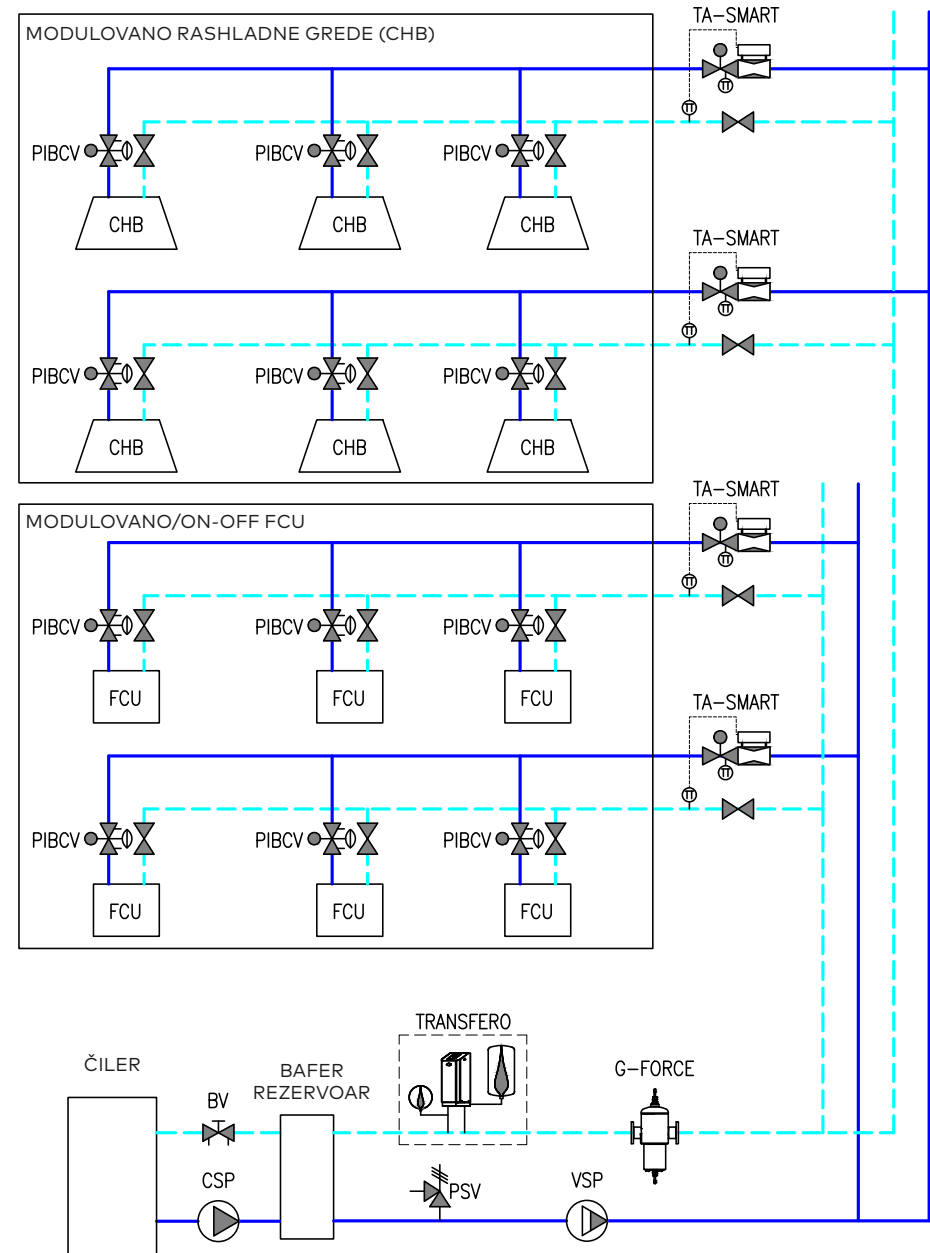 TA-SMART
MODULOVANO RASHLADNE GREDE (CHB)
PIBCV PIBCV PIBCV
CHB CHB CHB
TA-SMART
PIBCV PIBCV PIBCV
CHB CHB CHB
TA-SMART
MODULOVANO/ON-OFF FCU
PIBCV PIBCV PIBCV
FCU FCU FCU
TA-SMART
PIBCV PIBCV PIBCV
FCU FCU FCU
TRANSFERO
ČILER
BAFER
REZERVOAR
G-FORCE
BV
CSP
PSV
VSP